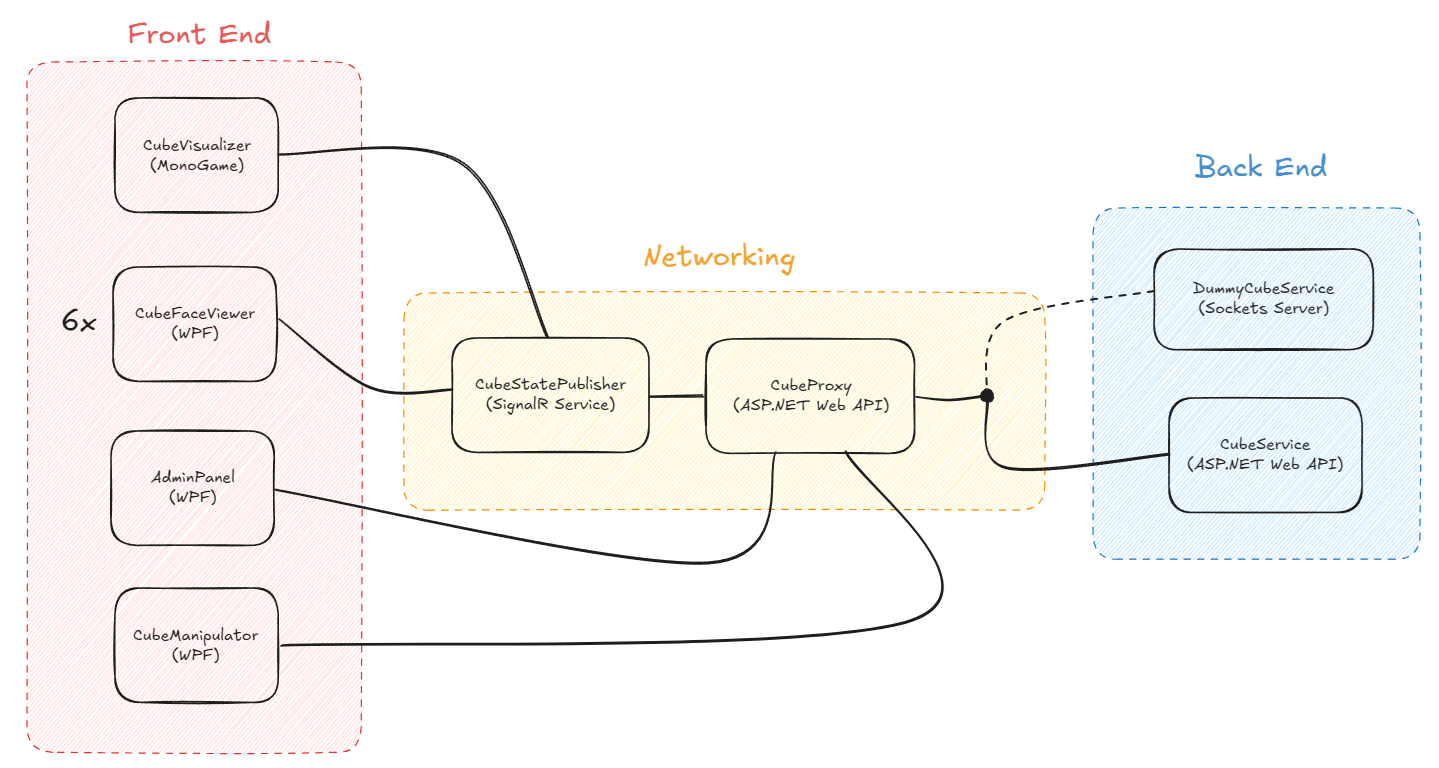 Front End
CubeVisualizer
(MonoGame)
6x
CubeFaceViewer
(WPF)
AdminPanel
(WPF)
CubeManipulator
(WPF)
Networking
CubeStatePublisher
(SignalR Service)
CubeProxy
(ASP.NET Web API)
Back End
DummyCubeService
(Sockets Server)
CubeService
(ASP.NET Web API)